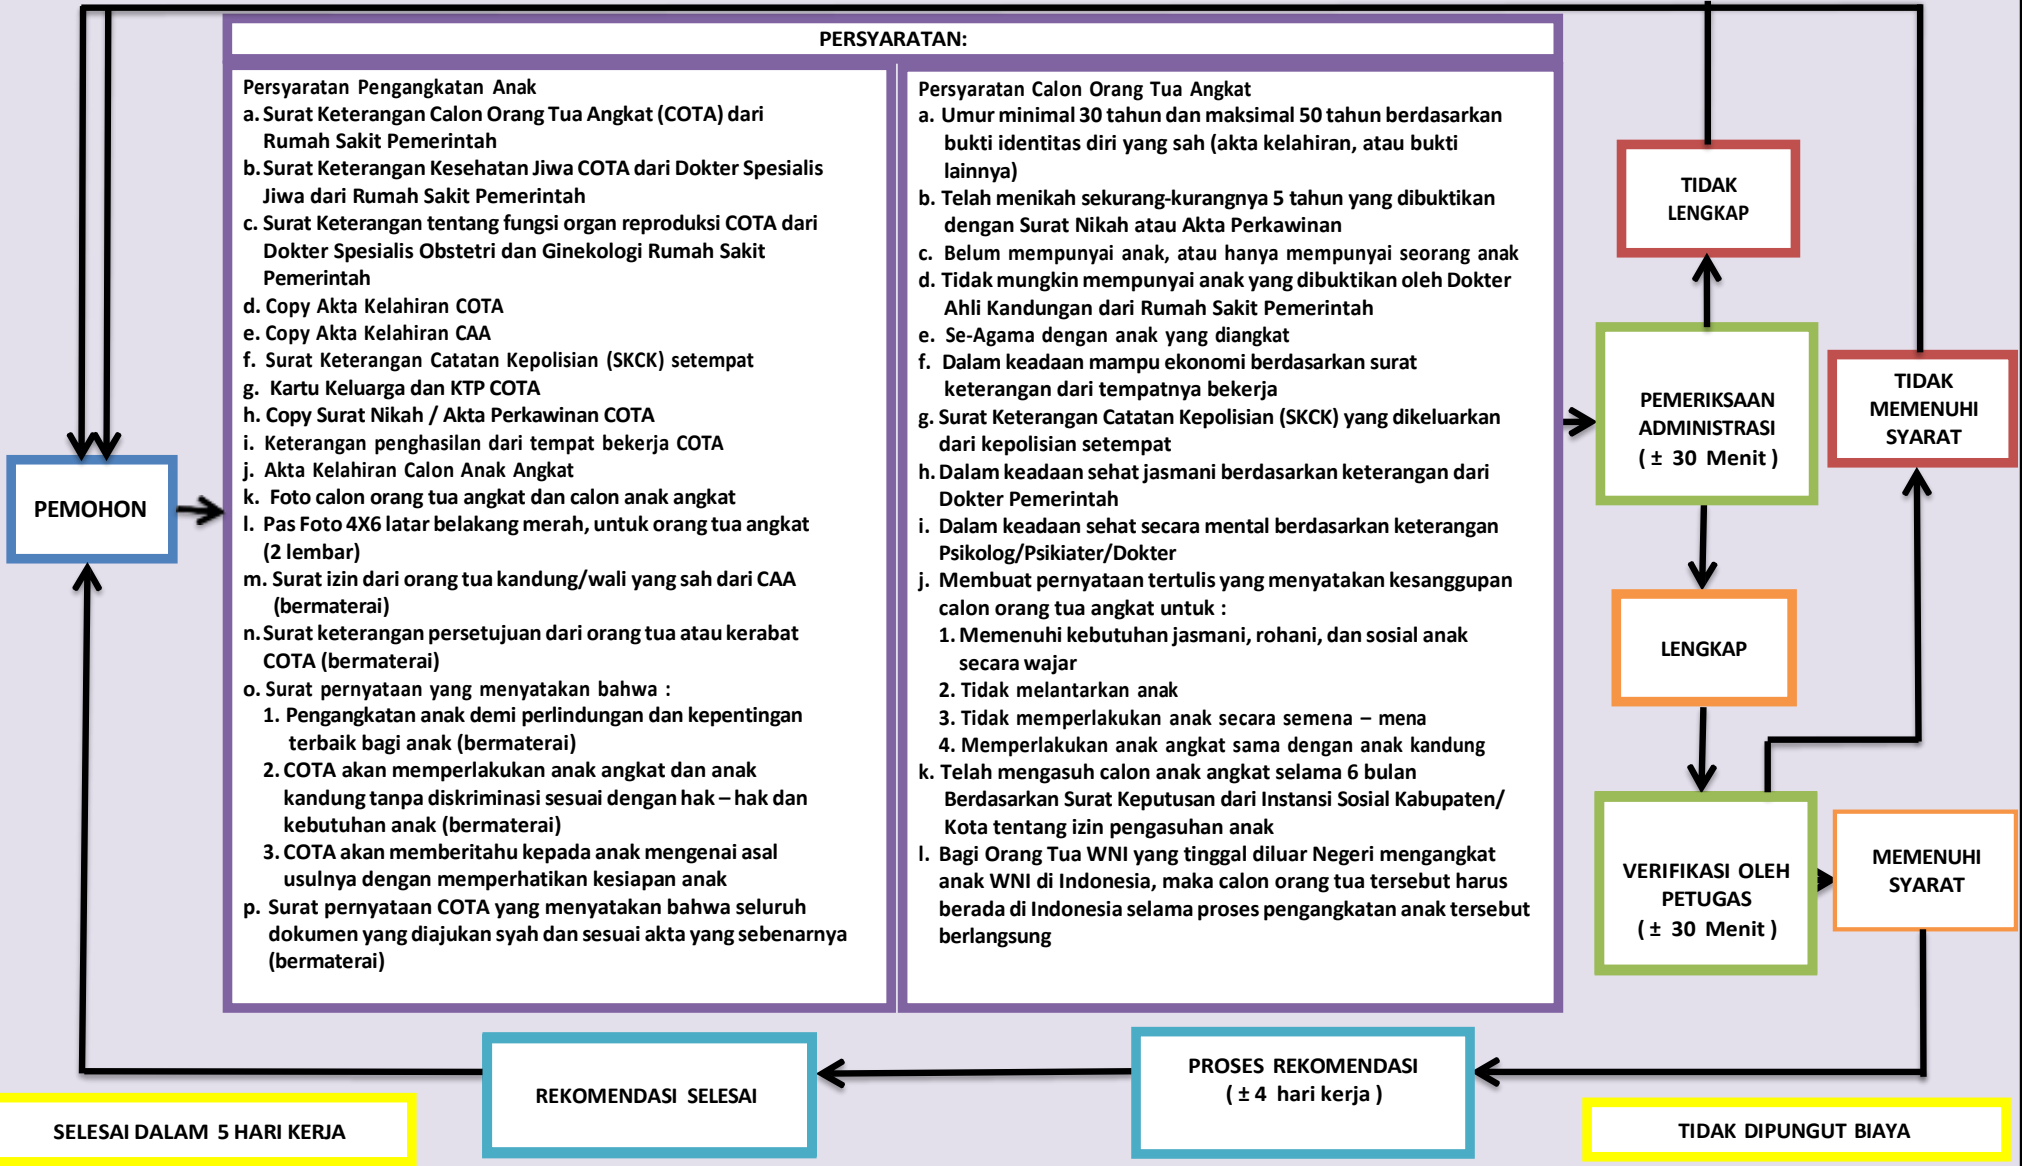 PERSYARATAN:
Persyaratan Pengangkatan Anak
a. Surat Keterangan Calon Orang Tua Angkat (COTA) dari
Rumah Sakit Pemerintah
b. Surat Keterangan Kesehatan Jiwa COTA dari Dokter Spesialis
Jiwa dari Rumah Sakit Pemerintah
c. Surat Keterangan tentang fungsi organ reproduksi COTA dari
Dokter Spesialis Obstetri dan Ginekologi Rumah Sakit
Pemerintah
d. Copy Akta Kelahiran COTA
e. Copy Akta Kelahiran CAA
f. Surat Keterangan Catatan Kepolisian (SKCK) setempat
g. Kartu Keluarga dan KTP COTA
h. Copy Surat Nikah / Akta Perkawinan COTA
i. Keterangan penghasilan dari tempat bekerja COTA
j. Akta Kelahiran Calon Anak Angkat
k. Foto calon orang tua angkat dan calon anak angkat
l. Pas Foto 4X6 latar belakang merah, untuk orang tua angkat
(2 lembar)
m. Surat izin dari orang tua kandung/wali yang sah dari CAA
(bermaterai)
n. Surat keterangan persetujuan dari orang tua atau kerabat
COTA (bermaterai)
o. Surat pernyataan yang menyatakan bahwa :
1. Pengangkatan anak demi perlindungan dan kepentingan
terbaik bagi anak (bermaterai)
2. COTA akan memperlakukan anak angkat dan anak
kandung tanpa diskriminasi sesuai dengan hak – hak dan
kebutuhan anak (bermaterai)
3. COTA akan memberitahu kepada anak mengenai asal
usulnya dengan memperhatikan kesiapan anak
p. Surat pernyataan COTA yang menyatakan bahwa seluruh
dokumen yang diajukan syah dan sesuai akta yang sebenarnya
(bermaterai)
Persyaratan Calon Orang Tua Angkat
a. Umur minimal 30 tahun dan maksimal 50 tahun berdasarkan
bukti identitas diri yang sah (akta kelahiran, atau bukti
lainnya)
b. Telah menikah sekurang-kurangnya 5 tahun yang dibuktikan
dengan Surat Nikah atau Akta Perkawinan
c. Belum mempunyai anak, atau hanya mempunyai seorang anak
d. Tidak mungkin mempunyai anak yang dibuktikan oleh Dokter
Ahli Kandungan dari Rumah Sakit Pemerintah
e. Se-Agama dengan anak yang diangkat
f. Dalam keadaan mampu ekonomi berdasarkan surat
keterangan dari tempatnya bekerja
g. Surat Keterangan Catatan Kepolisian (SKCK) yang dikeluarkan
dari kepolisian setempat
h. Dalam keadaan sehat jasmani berdasarkan keterangan dari
Dokter Pemerintah
i. Dalam keadaan sehat secara mental berdasarkan keterangan
Psikolog/Psikiater/Dokter
j. Membuat pernyataan tertulis yang menyatakan kesanggupan
calon orang tua angkat untuk :
1. Memenuhi kebutuhan jasmani, rohani, dan sosial anak
secara wajar
2. Tidak melantarkan anak
3. Tidak memperlakukan anak secara semena – mena
4. Memperlakukan anak angkat sama dengan anak kandung
k. Telah mengasuh calon anak angkat selama 6 bulan
Berdasarkan Surat Keputusan dari Instansi Sosial Kabupaten/
Kota tentang izin pengasuhan anak
l. Bagi Orang Tua WNI yang tinggal diluar Negeri mengangkat
anak WNI di Indonesia, maka calon orang tua tersebut harus
berada di Indonesia selama proses pengangkatan anak tersebut
berlangsung
PEMOHON
TIDAK
LENGKAP
PEMERIKSAAN
ADMINISTRASI
( ± 30 Menit )
TIDAK
MEMENUHI
SYARAT
LENGKAP
VERIFIKASI OLEH
PETUGAS
( ± 30 Menit )
MEMENUHI
SYARAT
PROSES REKOMENDASI
( ± 4 hari kerja )
REKOMENDASI SELESAI
SELESAI DALAM 5 HARI KERJA
TIDAK DIPUNGUT BIAYA